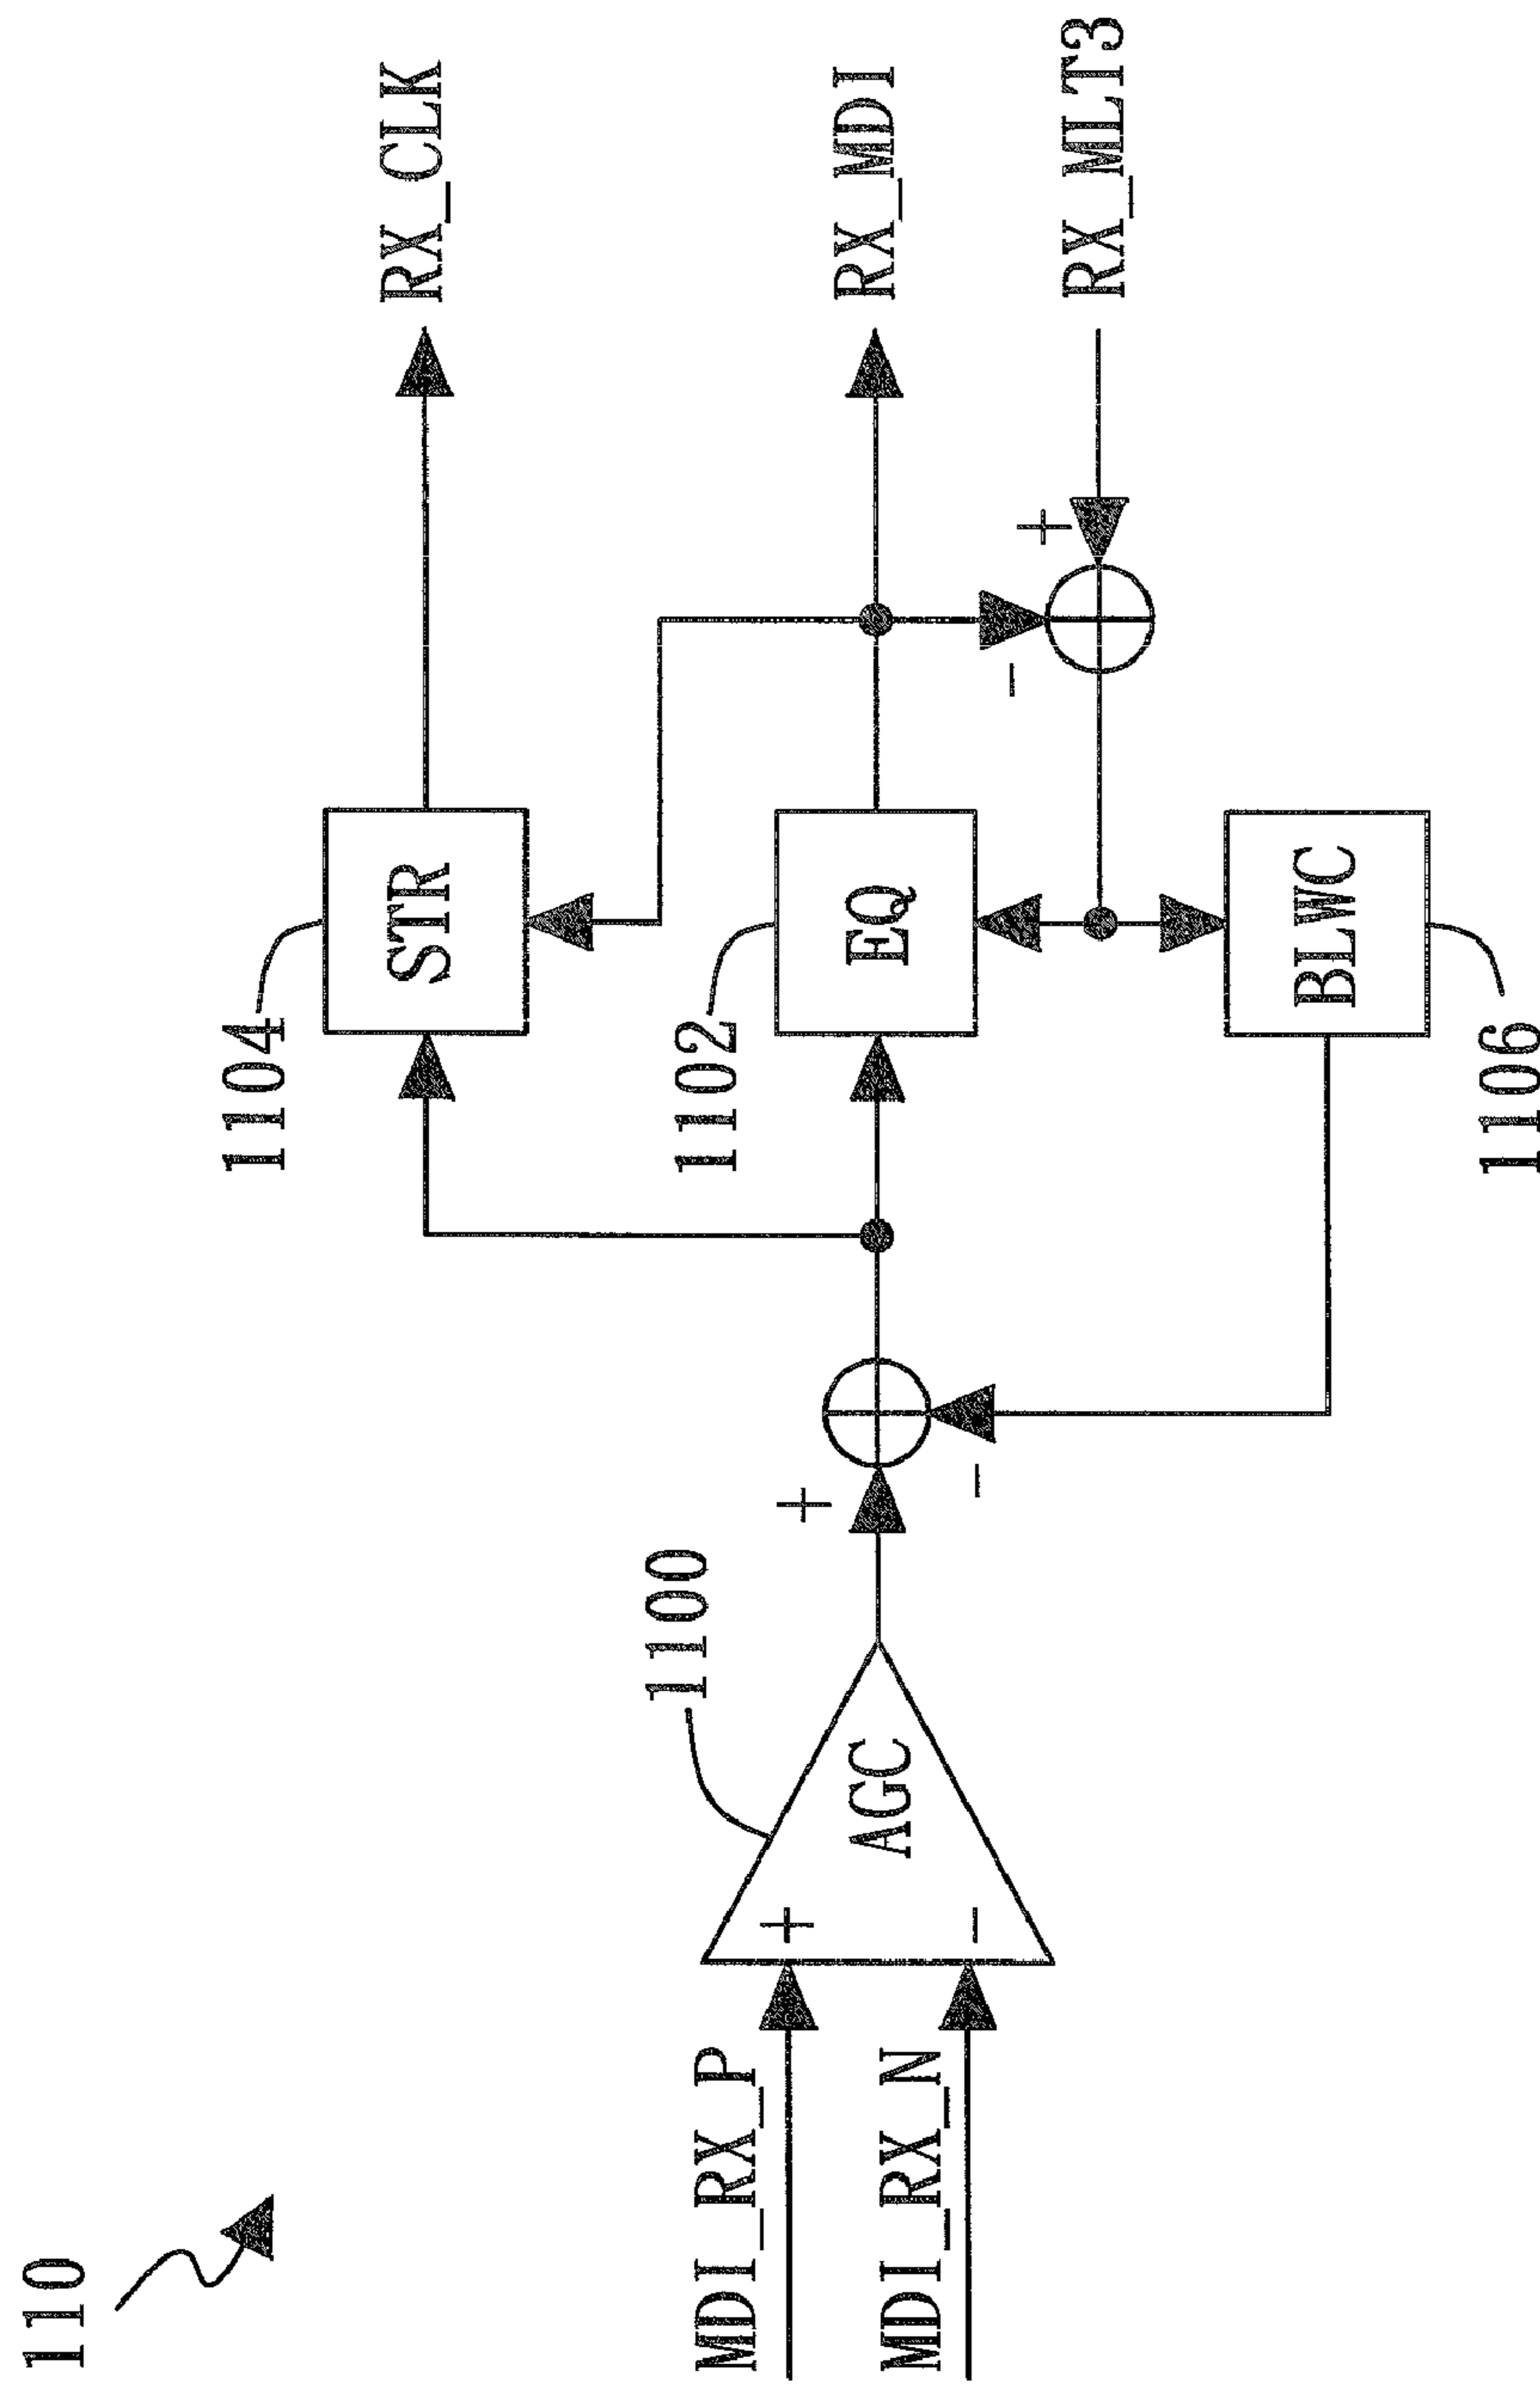 110
MDI_RX_P
MDI_RX_N
+
-
AGC
1100
+
-
1104
STR
1102
EQ
BLWC
1106
-
+
RX_CLK
RX_MDI
RX_MLT3